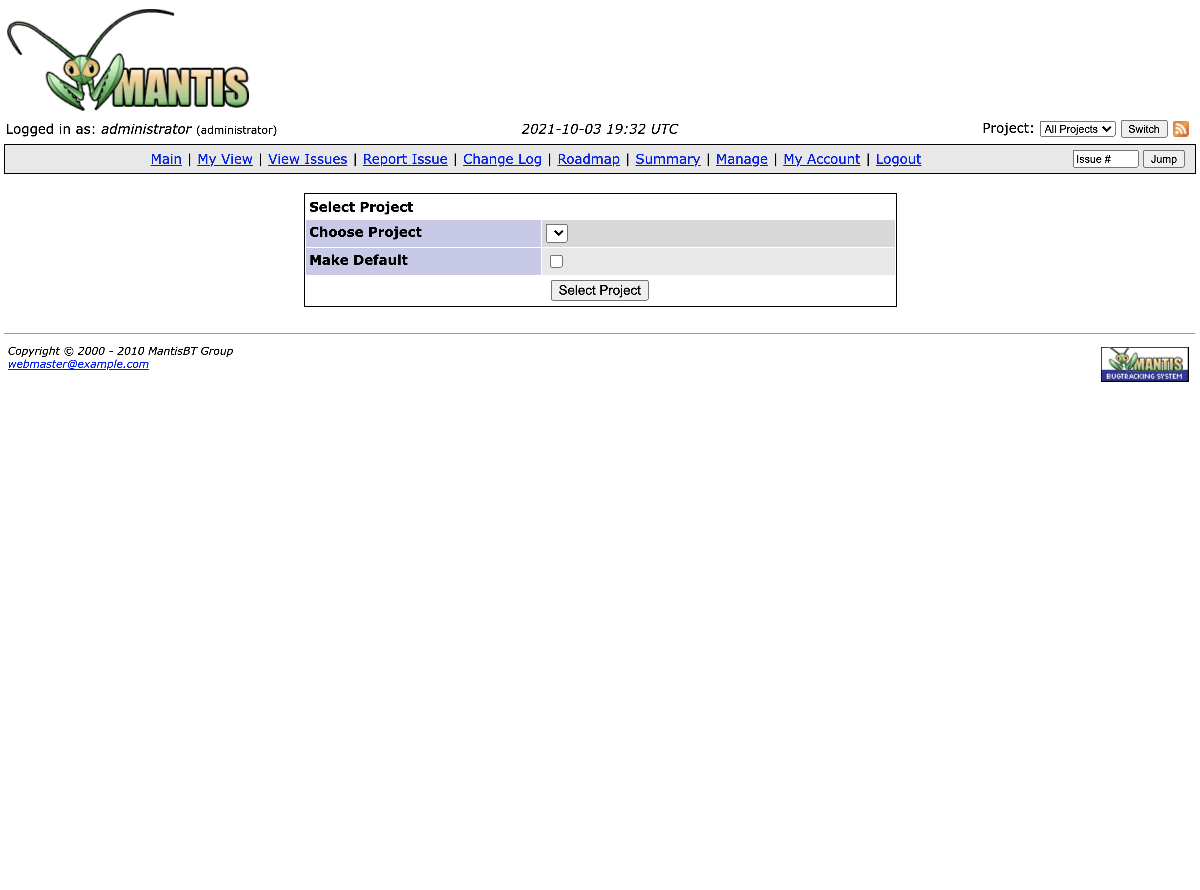 MANTIS
Logged in as: administrator (administrator) 2021-10-03 19:32 UTC Project: All Projects Switch
Main | My View | View Issues | Report Issue | Change Log | Roadmap | Summary | Manage | My Account | Logout Issue # Jump
Select Project
Choose Project
Make Default
Select Project
Copyright © 2000 - 2010 MantisBT Group
webmaster@example.com
MANTIS
BUGTRACKING SYSTEM